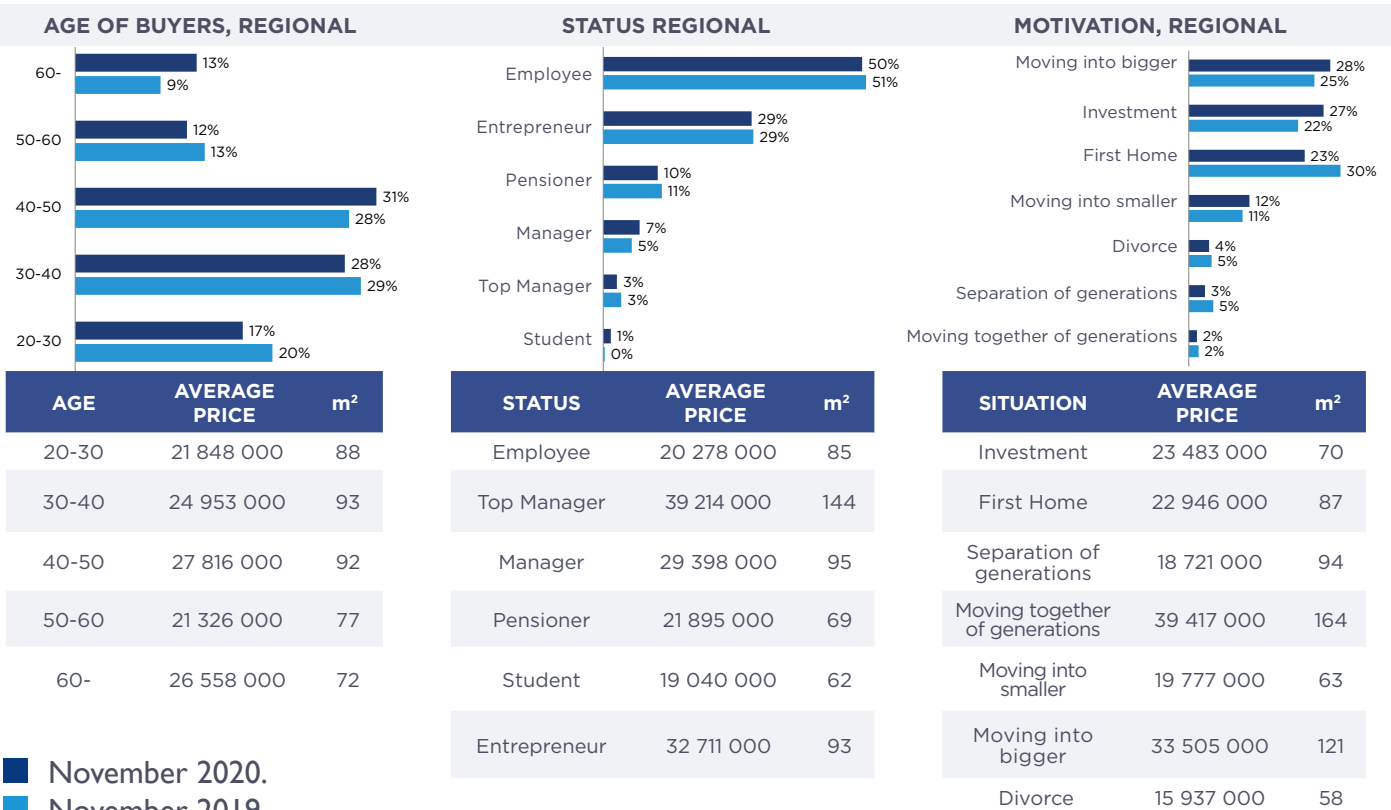 AGE OF BUYERS, REGIONAL
60-
13%
9%
50-60
12%
13%
40-50
31%
28%
30-40
28%
29%
20-30
17%
20%
AGE AVERAGE PRICE m²
20-30 21 848 000 88
30-40 24 953 000 93
40-50 27 816 000 92
50-60 21 326 000 77
60- 26 558 000 72
November 2020.
November 2019
STATUS REGIONAL
Employee
50%
51%
Entrepreneur
29%
29%
Pensioner
10%
11%
Manager
7%
5%
Top Manager
3%
3%
Student
1%
0%
STATUS AVERAGE PRICE m²
Employee 20 278 000 85
Top Manager 39 214 000 144
Manager 29 398 000 95
Pensioner 21 895 000 69
Student 19 040 000 62
Entrepreneur 32 711 000 93
MOTIVATION, REGIONAL
Moving into bigger
28%
25%
Investment
27%
22%
First Home
23%
30%
Moving into smaller
12%
11%
Divorce
4%
5%
Separation of generations
3%
5%
Moving together of generations
2%
2%
SITUATION AVERAGE PRICE m²
Investment 23 483 000 70
First Home 22 946 000 87
Separation of generations 18 721 000 94
Moving together of generations 39 417 000 164
Moving into smaller 19 777 000 63
Moving into bigger 33 505 000 121
Divorce 15 937 000 58